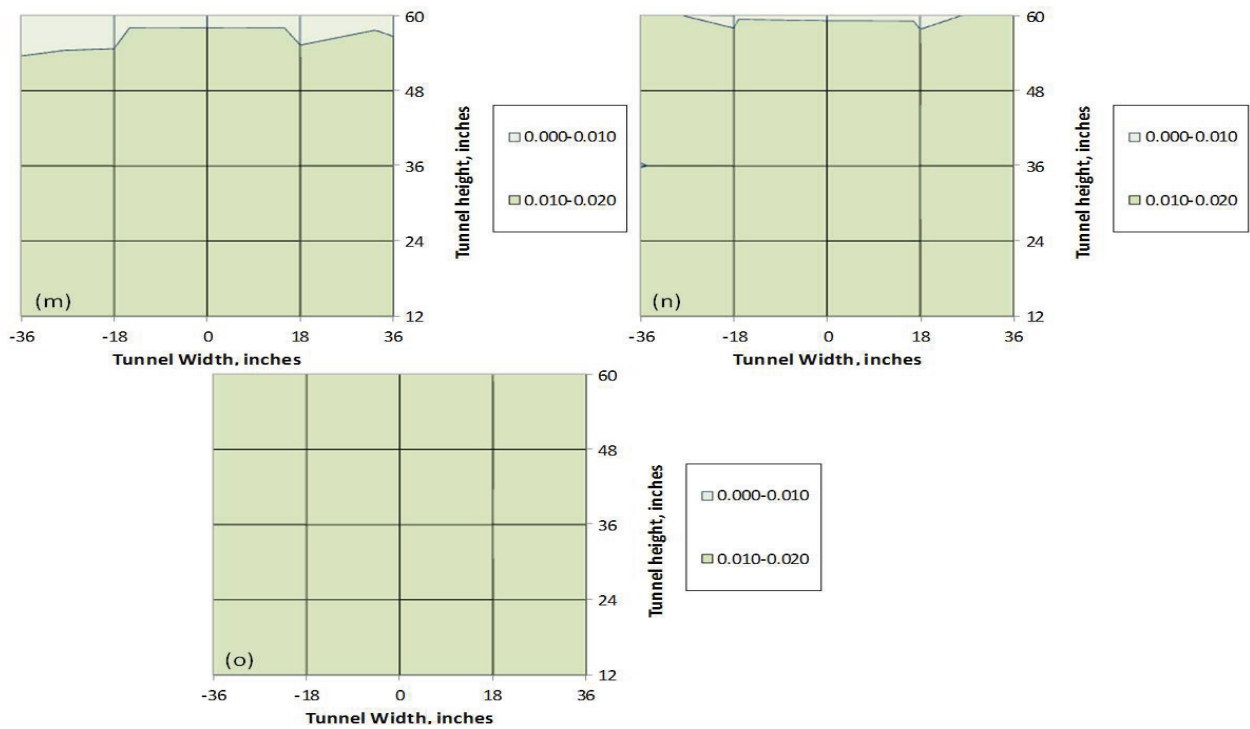 60
48
36
24
12
Tunnel height, inches
0.000-0.010
0.010-0.020
(m)
-36 -18 0 18 36
Tunnel Width, inches
60
48
36
24
12
Tunnel height, inches
0.000-0.010
0.010-0.020
(n)
-36 -18 0 18 36
Tunnel Width, inches
60
48
36
24
12
Tunnel height, inches
0.000-0.010
0.010-0.020
(o)
-36 -18 0 18 36
Tunnel Width, inches